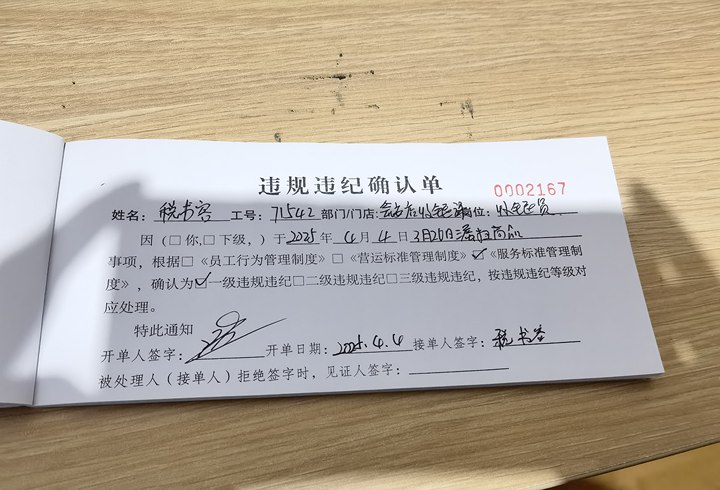 违规违纪确认单
0002167
姓名：税书容 工号：71542 部门/门店： 岗位：收银员
因（□你，□下级，）于2025年4月4日3月26日漏扫商品
事项，根据□《员工行为管理制度》□《营运标准管理制度》☑《服务标准管理制
度》，确认为☑一级违规违纪□二级违规违纪□三级违规违纪，按违规违纪等级对
应处理。
特此通知
开单人签字： 开单日期：2025.4.4 接单人签字：税书容
被处理人（接单人）拒绝签字时，见证人签字：